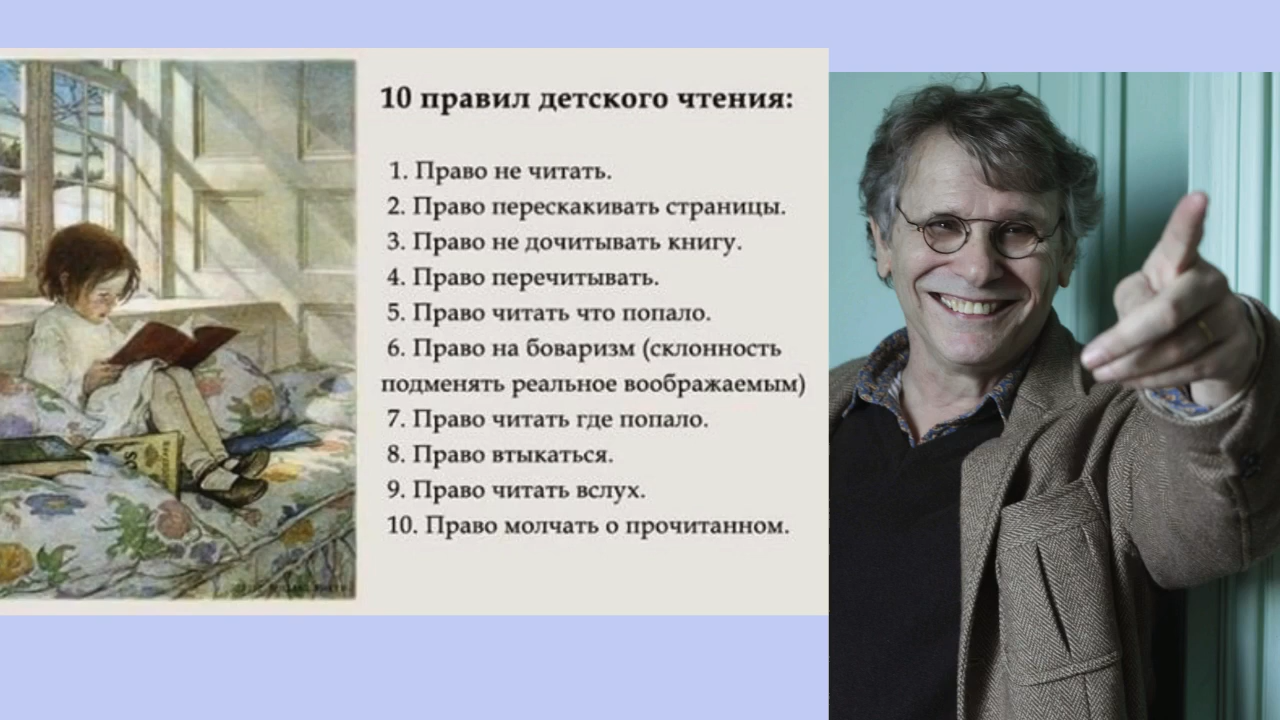 10 правил детского чтения:
1. Право не читать.
2. Право перескакивать страницы.
3. Право не дочитывать книгу.
4. Право перечитывать.
5. Право читать что попало.
6. Право на боваризм (склонность
подменять реальное воображаемым)
7. Право читать где попало.
8. Право втыкаться.
9. Право читать вслух.
10. Право молчать о прочитанном.